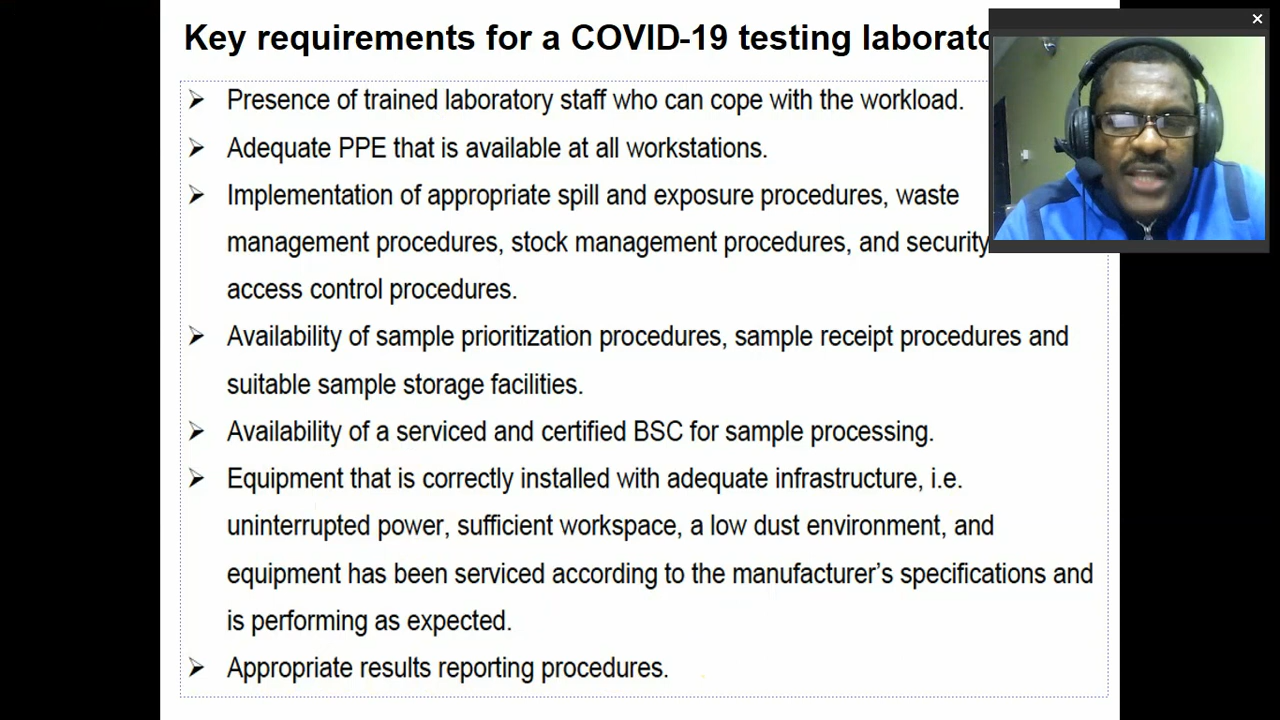 Key requirements for a COVID-19 testing
Presence of trained laboratory staff who can cope with the workload.
Adequate PPE that is available at all workstations.
Implementation of appropriate spill and exposure procedures, waste
management procedures, stock management procedures, and security
access control procedures.
Availability of sample prioritization procedures, sample receipt procedures and
suitable sample storage facilities.
Availability of a serviced and certified BSC for sample processing.
Equipment that is correctly installed with adequate infrastructure, i.e.
uninterrupted power, sufficient workspace, a low dust environment, and
equipment has been serviced according to the manufacturer’s specifications and
is performing as expected.
Appropriate results reporting procedures.